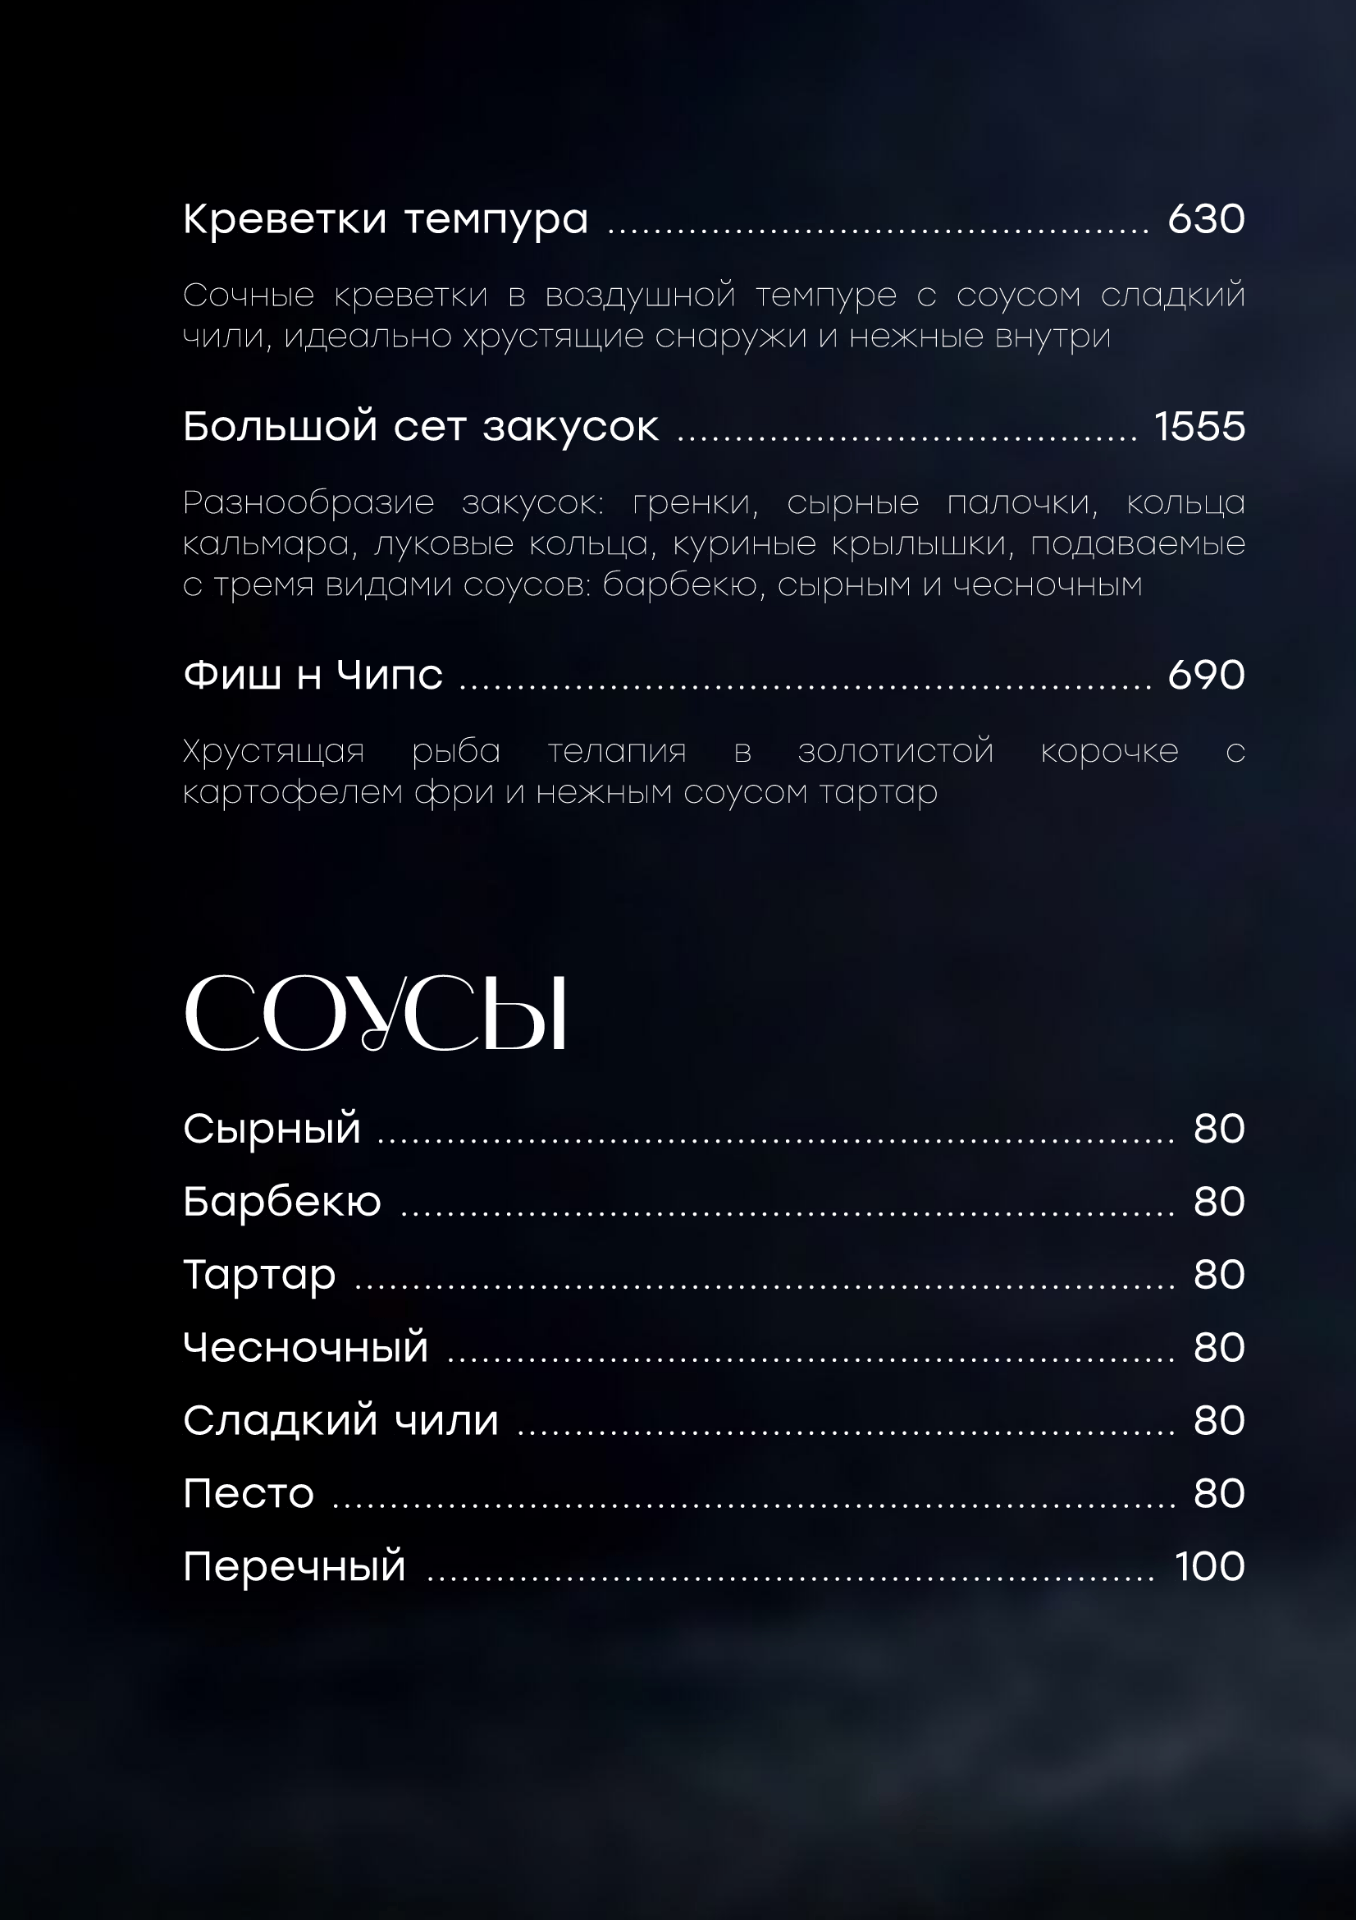 Креветки темпура ............................................... 630
Сочные креветки в воздушной темпуре с соусом сладкий
чили, идеально хрустящие снаружи и нежные внутри
Большой сет закусок ........................................ 1555
Разнообразие закусок: гренки, сырные палочки, кольца
кальмара, луковые кольца, куриные крылышки, подаваемые
с тремя видами соусов: барбекю, сырным и чесночным
Фиш н Чипс ............................................................ 690
Хрустящая рыба телапия в золотистой корочке с
картофелем фри и нежным соусом тартар
СОУСЫ
Сырный ..................................................................... 80
Барбекю ................................................................... 80
Тартар ....................................................................... 80
Чесночный ............................................................... 80
Сладкий чили ......................................................... 80
Песто ......................................................................... 80
Перечный ............................................................... 100